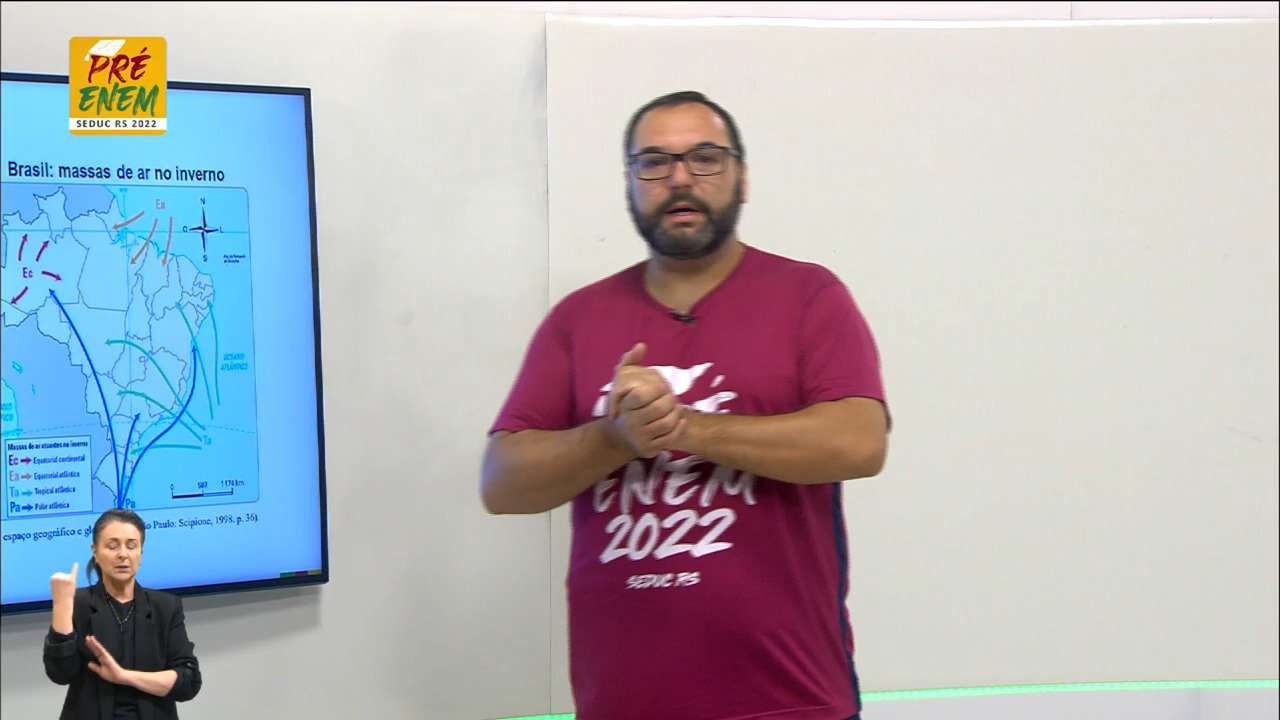 PRÉ
ENEM
SEDUC RS 2022
Brasil: massas de ar no inverno
Ea
N
O
L
S
Ec
OCEANO
ATLÂNTICO
Ta
Massas de ar atuantes no inverno
Ec Equatorial continental
Ea Equatorial atlântica
Ta Tropical atlântica
Pa Polar atlântica
0 587 1174 km
Pa
espaço geográfico e
Paulo: Scipione, 1998. p. 36).
ENEM
2022
SEDUC RS